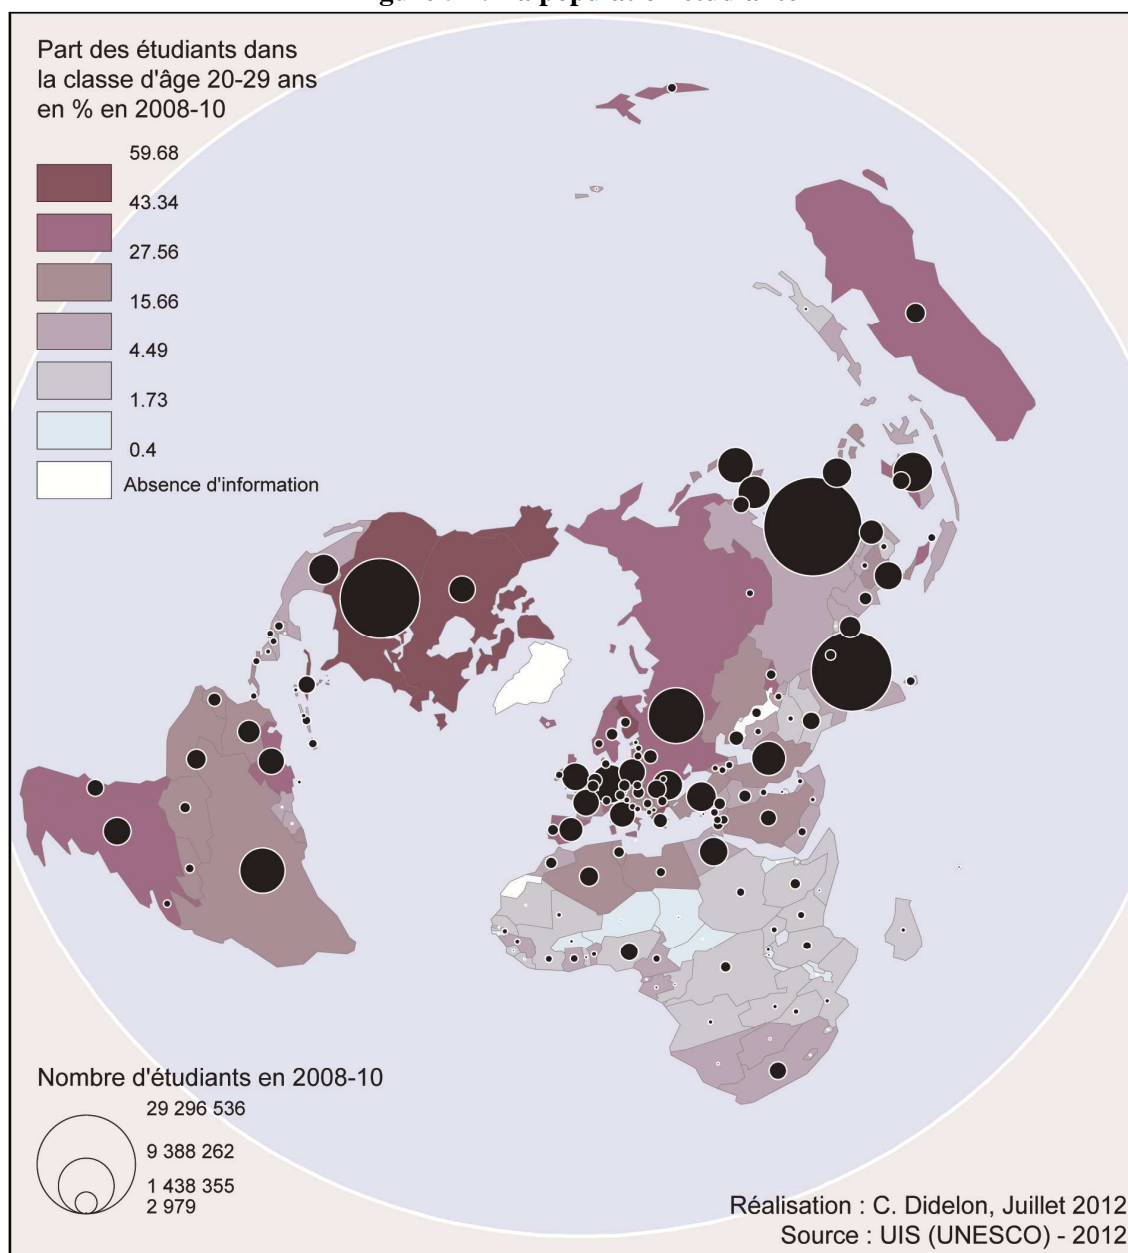 Part des étudiants dans
la classe d'âge 20-29 ans
en % en 2008-10
59.68
43.34
27.56
15.66
4.49
1.73
0.4
Absence d'information
Nombre d'étudiants en 2008-10
29 296 536
9 388 262
1 438 355
2 979
Réalisation : C. Didelon, Juillet 2012
Source : UIS (UNESCO) - 2012